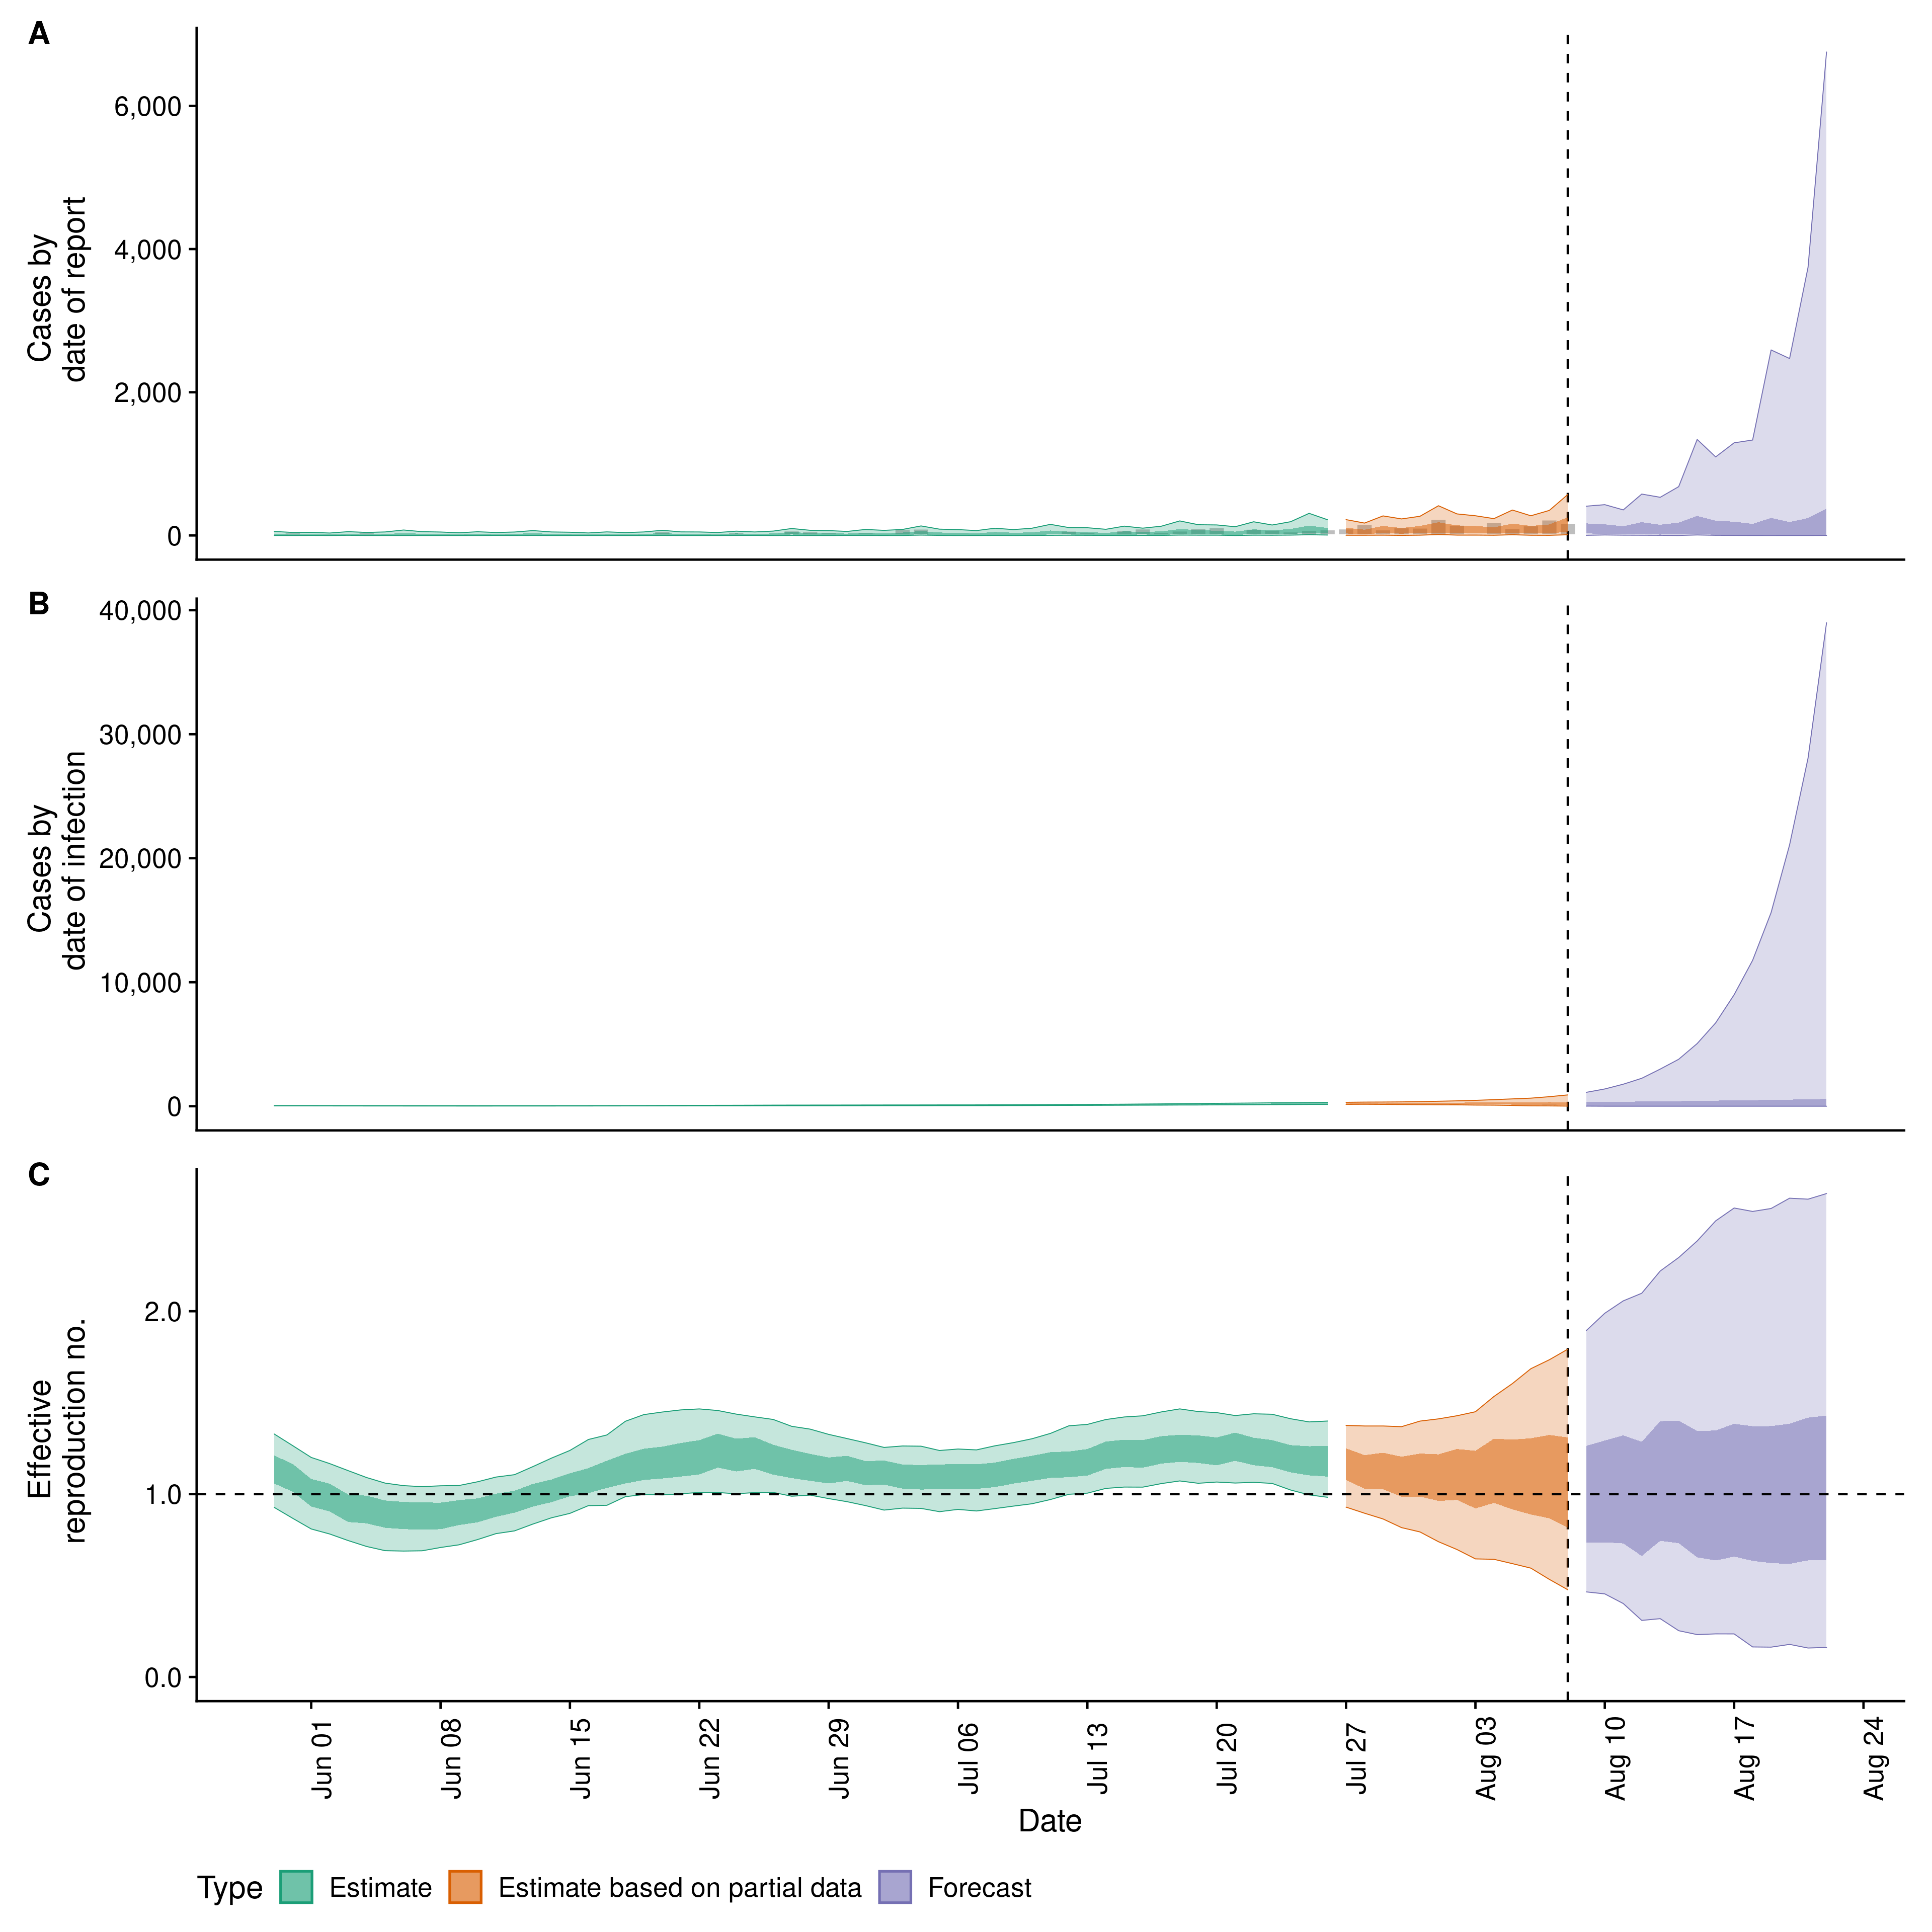 A
Cases by
date of report
6,000
4,000
2,000
0
B
Cases by
date of infection
40,000
30,000
20,000
10,000
0
C
Effective
reproduction no.
2.0
1.0
0.0
Jun 01
Jun 08
Jun 15
Jun 22
Jun 29
Jul 06
Jul 13
Jul 20
Jul 27
Aug 03
Aug 10
Aug 17
Aug 24
Date
Type Estimate Estimate based on partial data Forecast